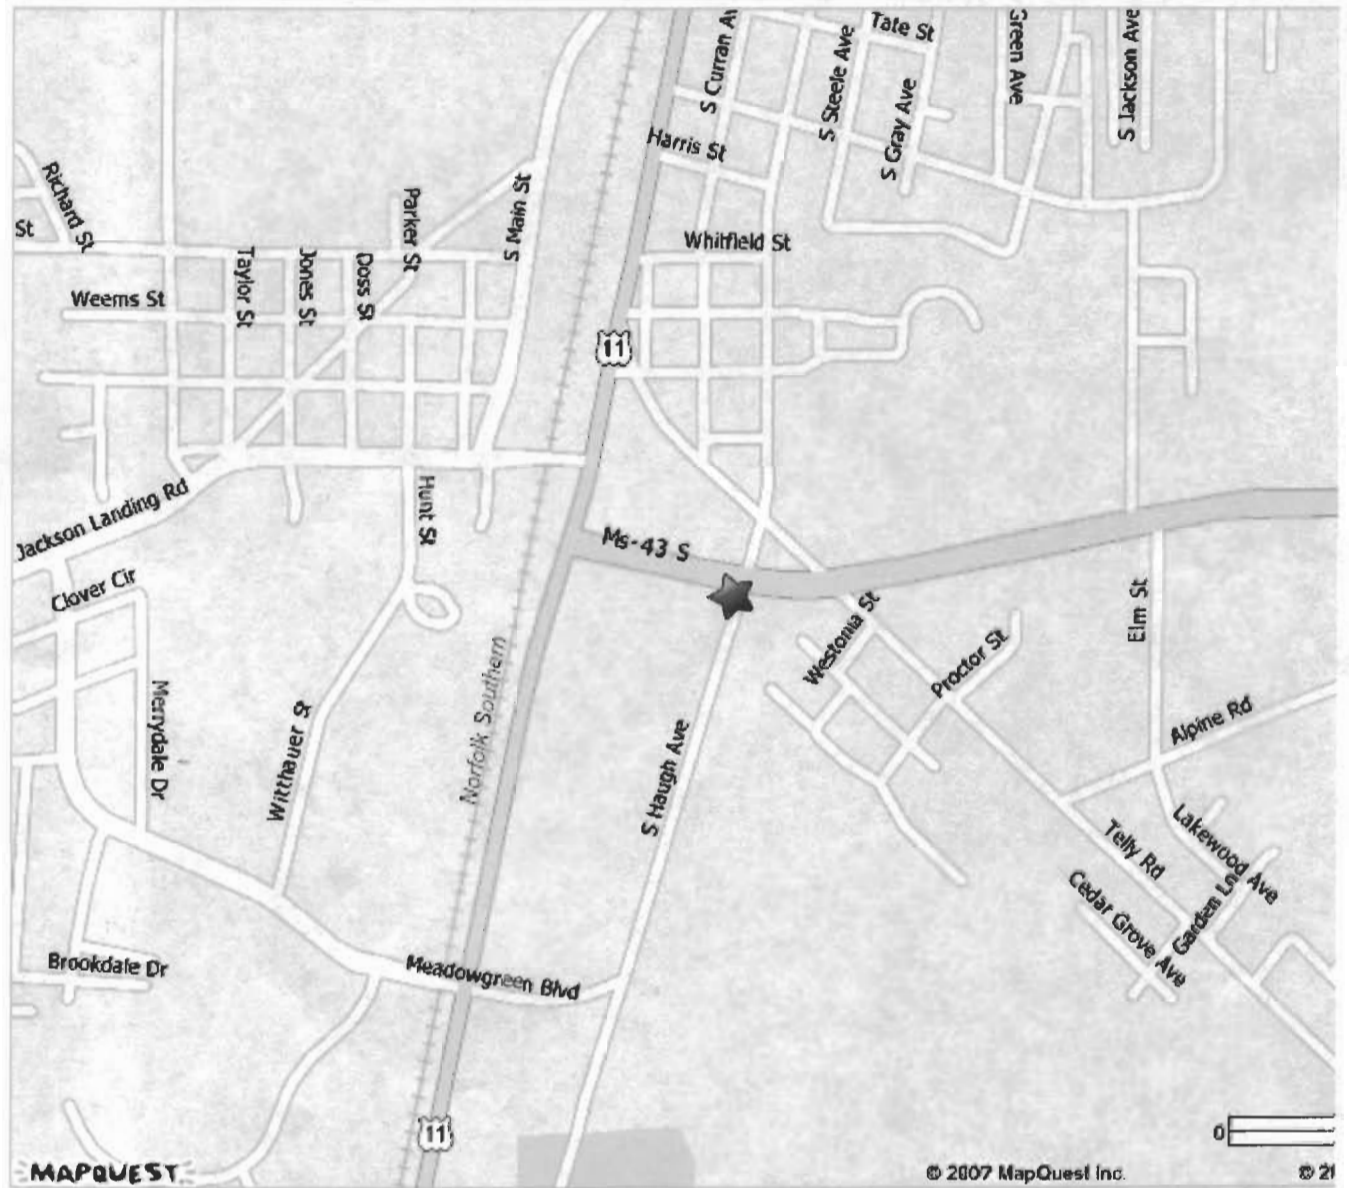 S Curran A
Tate St
S Steele Ave
S Gray Ave
Green Ave
S Jackson Ave
Harris St
Richard St
St
Parker St
S Main St
Whitfield St
Taylor St
Jones St
Doss St
Weems St
11
Jackson Landing Rd
Hunt St
Ms-43 S
Clover Cir
Elm St
Westonia St
Proctor St
Norfolk Southern
Merrydale Dr
Witthauer St
S Haugh Ave
Alpine Rd
Telly Rd
Lakewood Ave
Garden Ln
Cedar Grove Ave
Brookdale Dr
Meadowgreen Blvd
11
0
MAPQUEST
© 2007 MapQuest Inc.
© 2